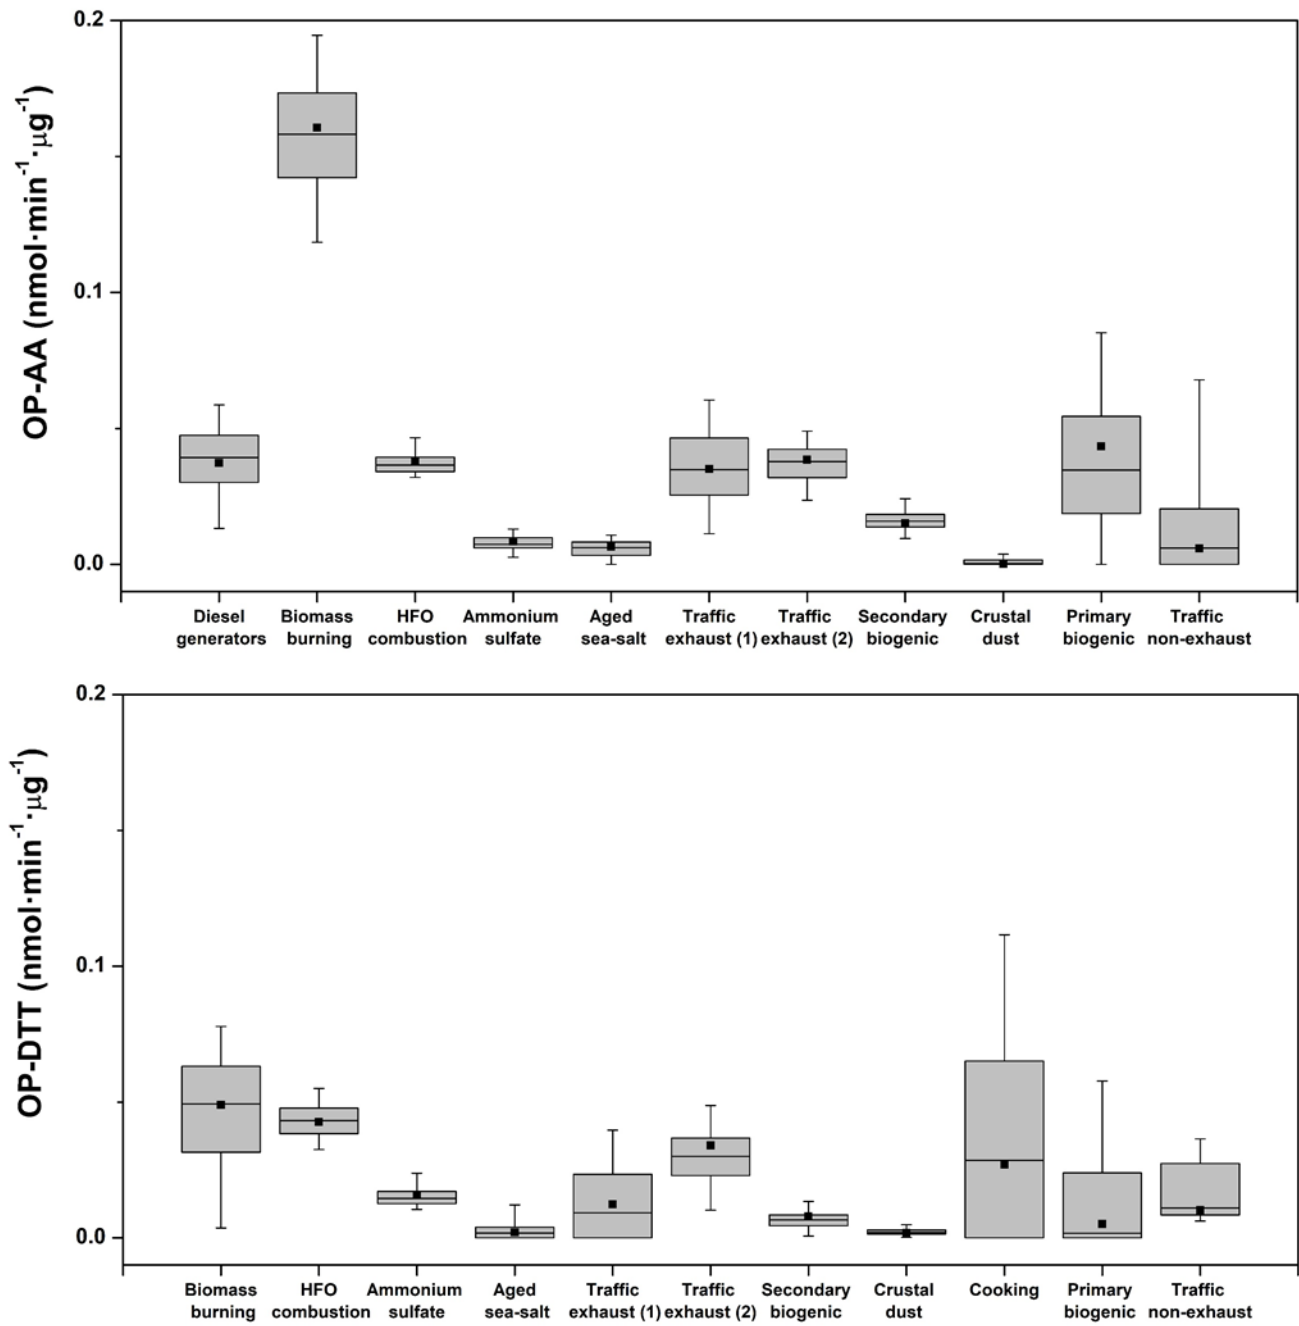 OP-AA (nmol·min⁻¹·µg⁻¹)
0.2
0.1
0.0
Diesel generators
Biomass burning
HFO combustion
Ammonium sulfate
Aged sea-salt
Traffic exhaust (1)
Traffic exhaust (2)
Secondary biogenic
Crustal dust
Primary biogenic
Traffic non-exhaust
OP-DTT (nmol·min⁻¹·µg⁻¹)
0.2
0.1
0.0
Biomass burning
HFO combustion
Ammonium sulfate
Aged sea-salt
Traffic exhaust (1)
Traffic exhaust (2)
Secondary biogenic
Crustal dust
Cooking
Primary biogenic
Traffic non-exhaust